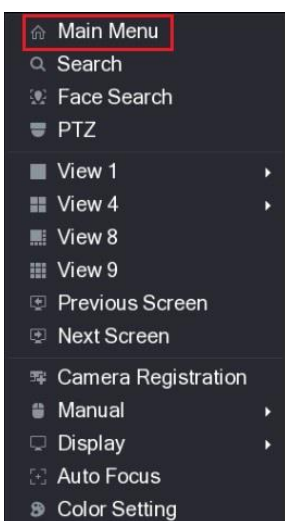 Main Menu
Search
Face Search
PTZ
View 1
View 4
View 8
View 9
Previous Screen
Next Screen
Camera Registration
Manual
Display
Auto Focus
Color Setting